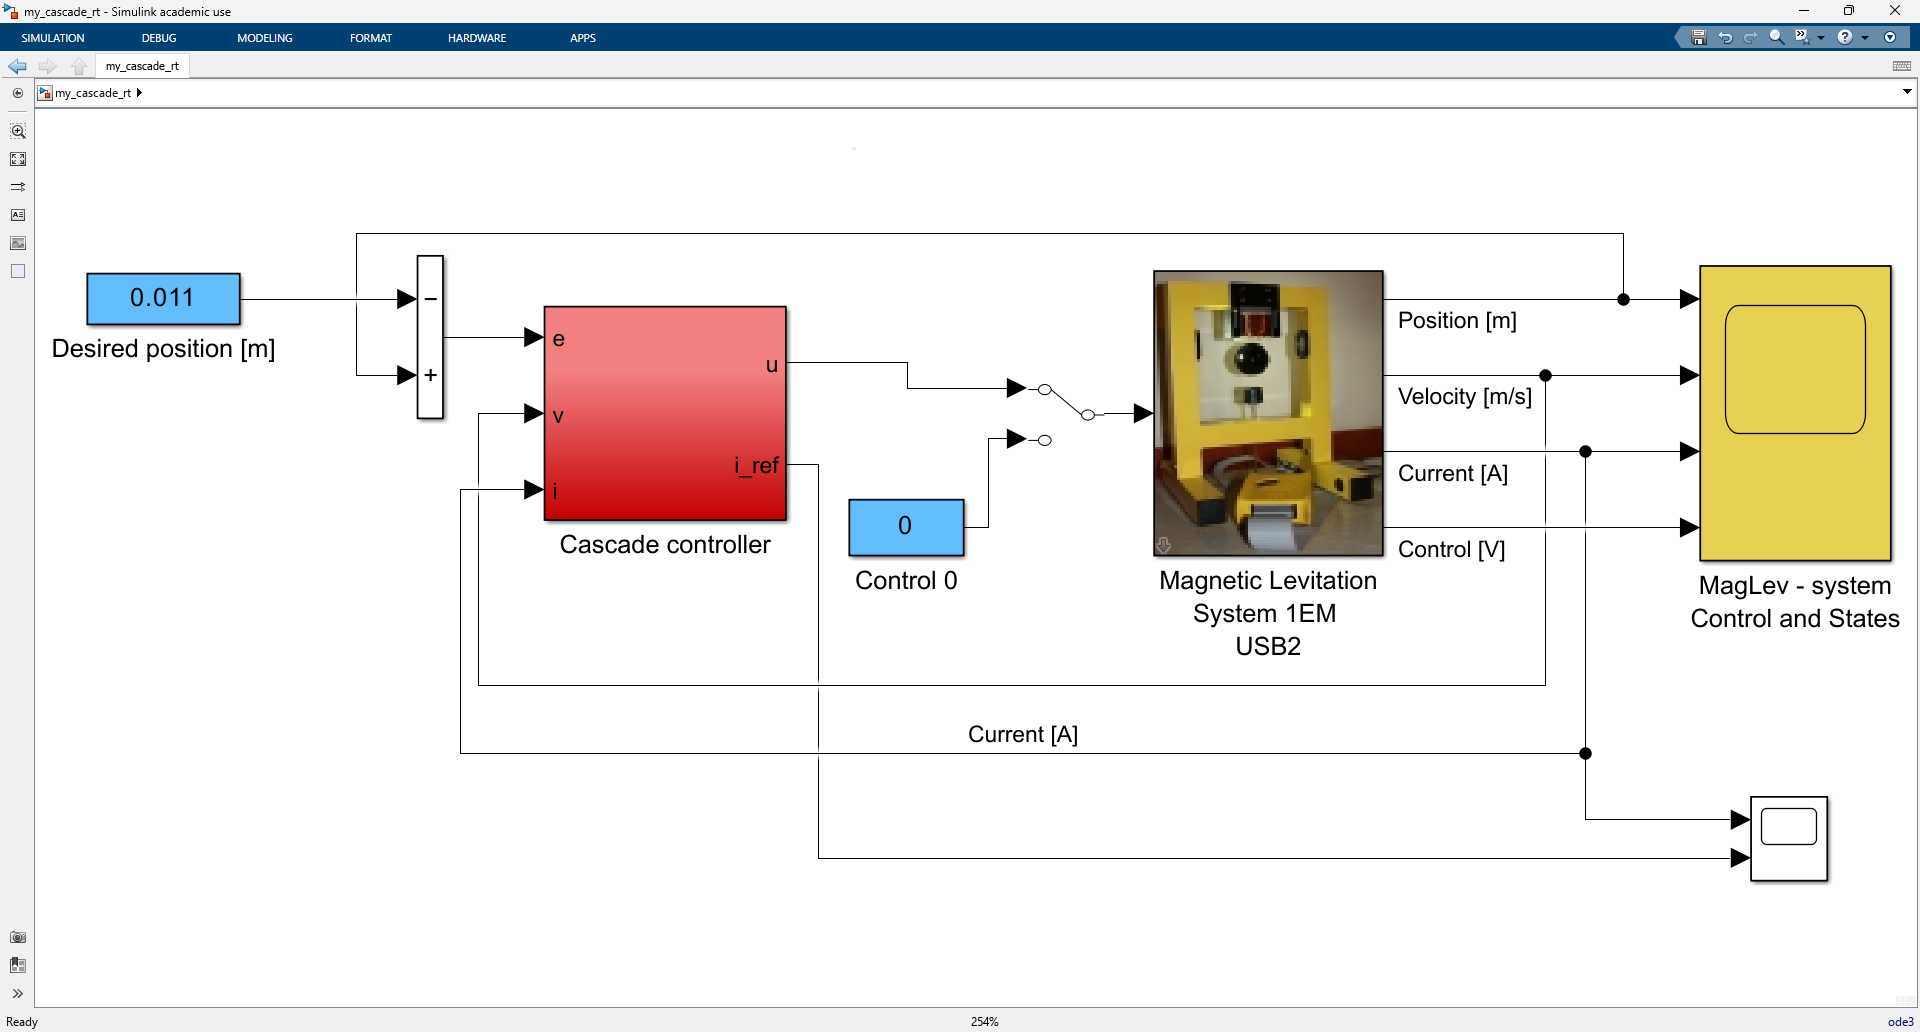 my_cascade_rt - Simulink academic use
SIMULATION DEBUG MODELING FORMAT HARDWARE APPS
my_cascade_rt
my_cascade_rt
0.011
Desired position [m]
−
+
e
v
i
u
i_ref
Cascade controller
0
Control 0
Magnetic Levitation
System 1EM
USB2
Position [m]
Velocity [m/s]
Current [A]
Control [V]
MagLev - system
Control and States
Current [A]
Ready
254%
ode3